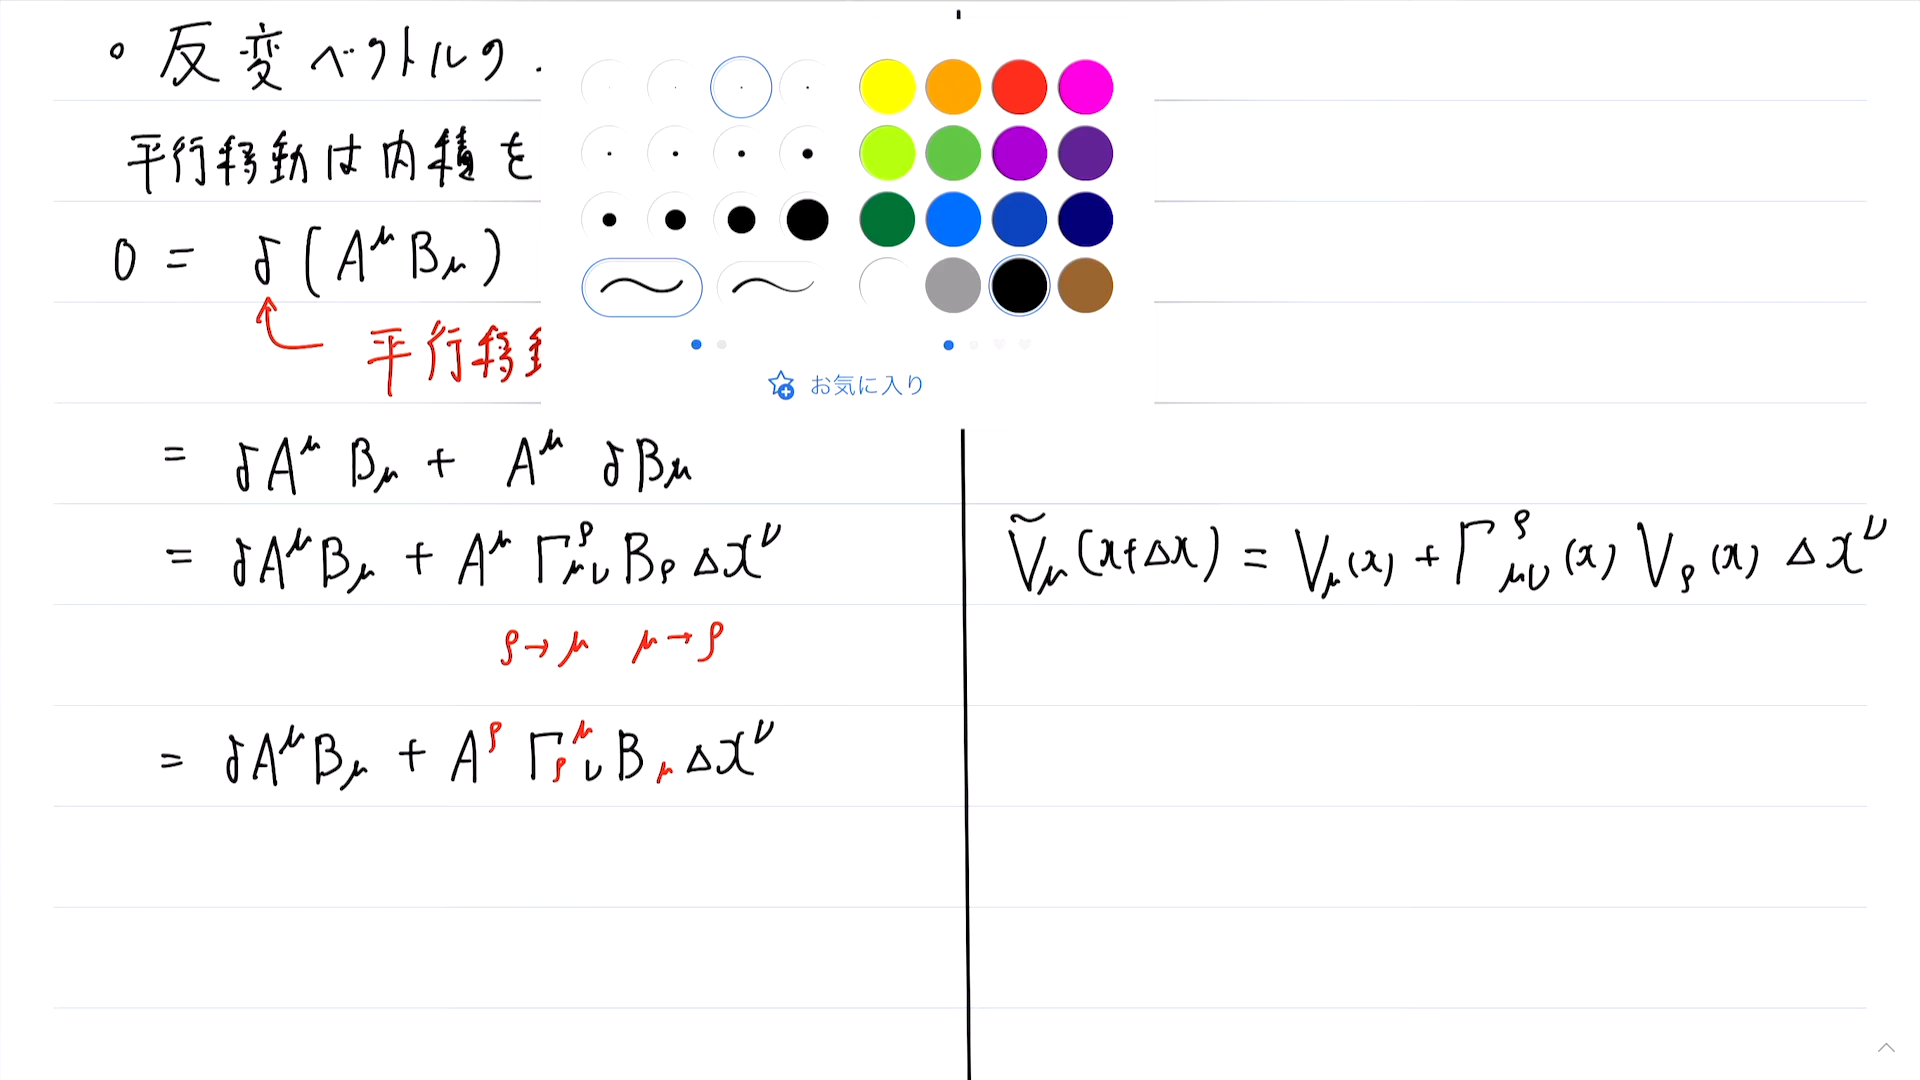 。反変ベクトルの
平行移動は内積を
0 = δ(A^μ B_μ)
平行移動
= δA^μ B_μ + A^μ δB_μ
= δA^μ B_μ + A^μ Γ^ρ_μν B_ρ Δx^ν
ρ→μ μ→ρ
= δA^μ B_μ + A^ρ Γ^μ_ρν B_μ Δx^ν
Ṽ_μ(x+Δx) = V_μ(x) + Γ^ρ_μν(x) V_ρ(x) Δx^ν
お気に入り